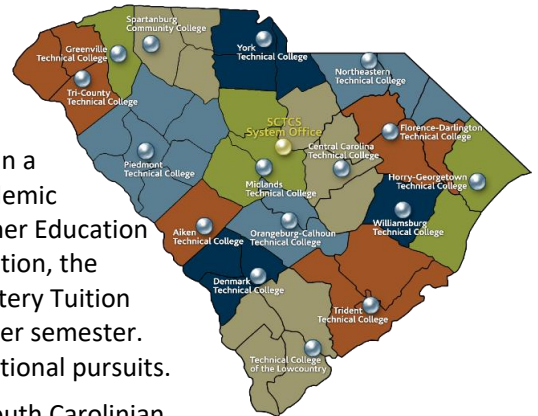 Spartanburg
Community College
Greenville
Technical College
York
Technical College
Northeastern
Technical College
Tri-County
Technical College
SCTCS
System Office
Florence-Darlington
Technical College
Central Carolina
Technical College
Piedmont
Technical College
Midlands
Technical College
Horry-Georgetown
Technical College
Williamsburg
Technical College
Aiken
Technical College
Orangeburg-Calhoun
Technical College
Denmark
Technical College
Trident
Technical College
Technical College
of the Lowcountry
n a
demic
her Education
tion, the
tery Tuition
er semester.
tional pursuits.
outh Carolinian